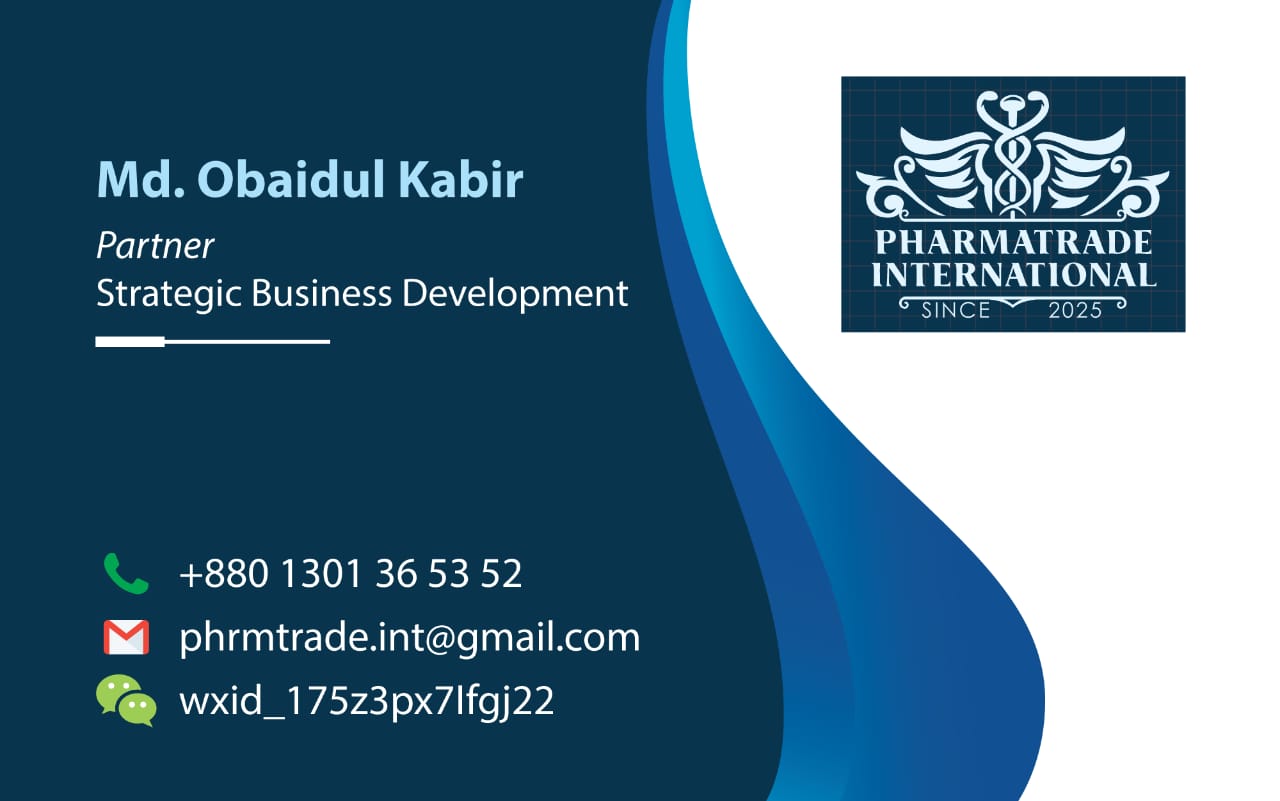 Md. Obaidul Kabir
Partner
Strategic Business Development
+880 1301 36 53 52
phrmtrade.int@gmail.com
wxid_175z3px7lfgj22
PHARMATRADE
INTERNATIONAL
SINCE 2025